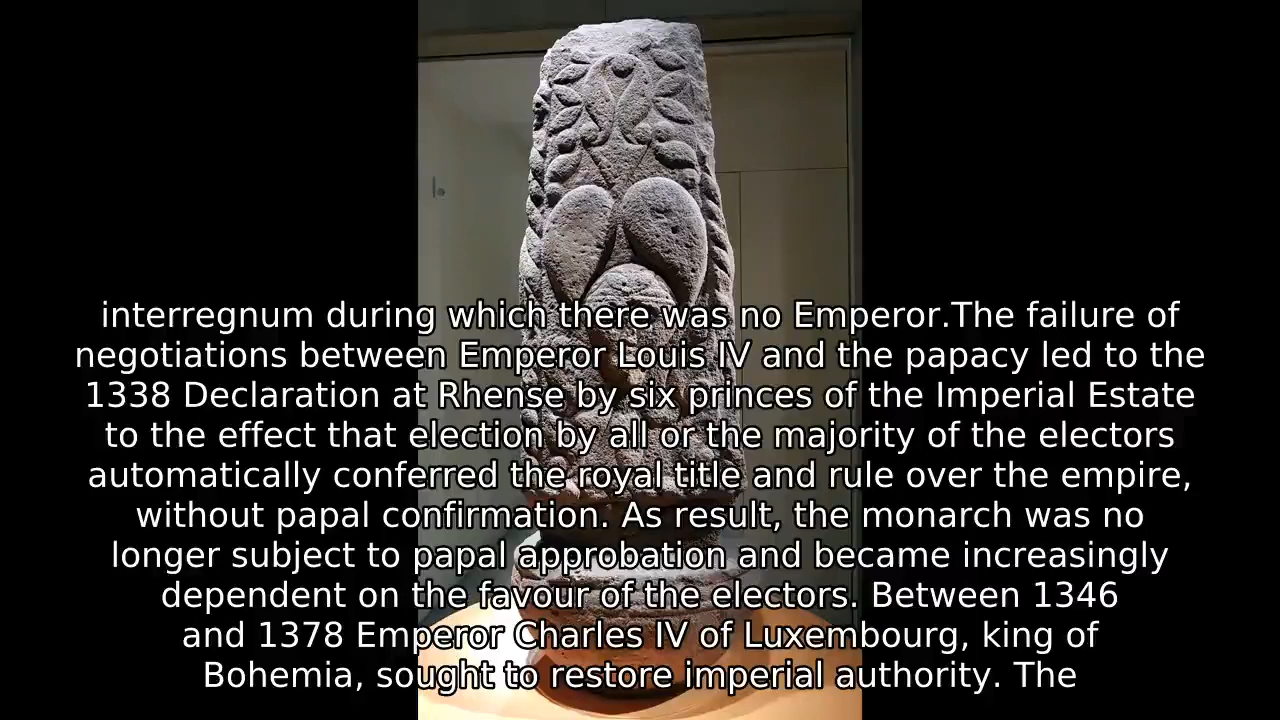 interregnum during which there was no Emperor.The failure of
negotiations between Emperor Louis IV and the papacy led to the
1338 Declaration at Rhense by six princes of the Imperial Estate
to the effect that election by all or the majority of the electors
automatically conferred the royal title and rule over the empire,
without papal confirmation. As result, the monarch was no
longer subject to papal approbation and became increasingly
dependent on the favour of the electors. Between 1346
and 1378 Emperor Charles IV of Luxembourg, king of
Bohemia, sought to restore imperial authority. The